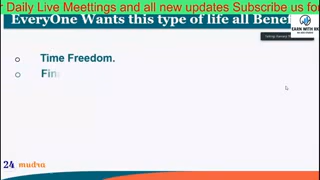 Daily Live Meettings and all new updates Subscribe us for
EveryOne Wants this type of life all Benef
EARN WITH RK
o Time Freedom.
o Fin
24 mudra